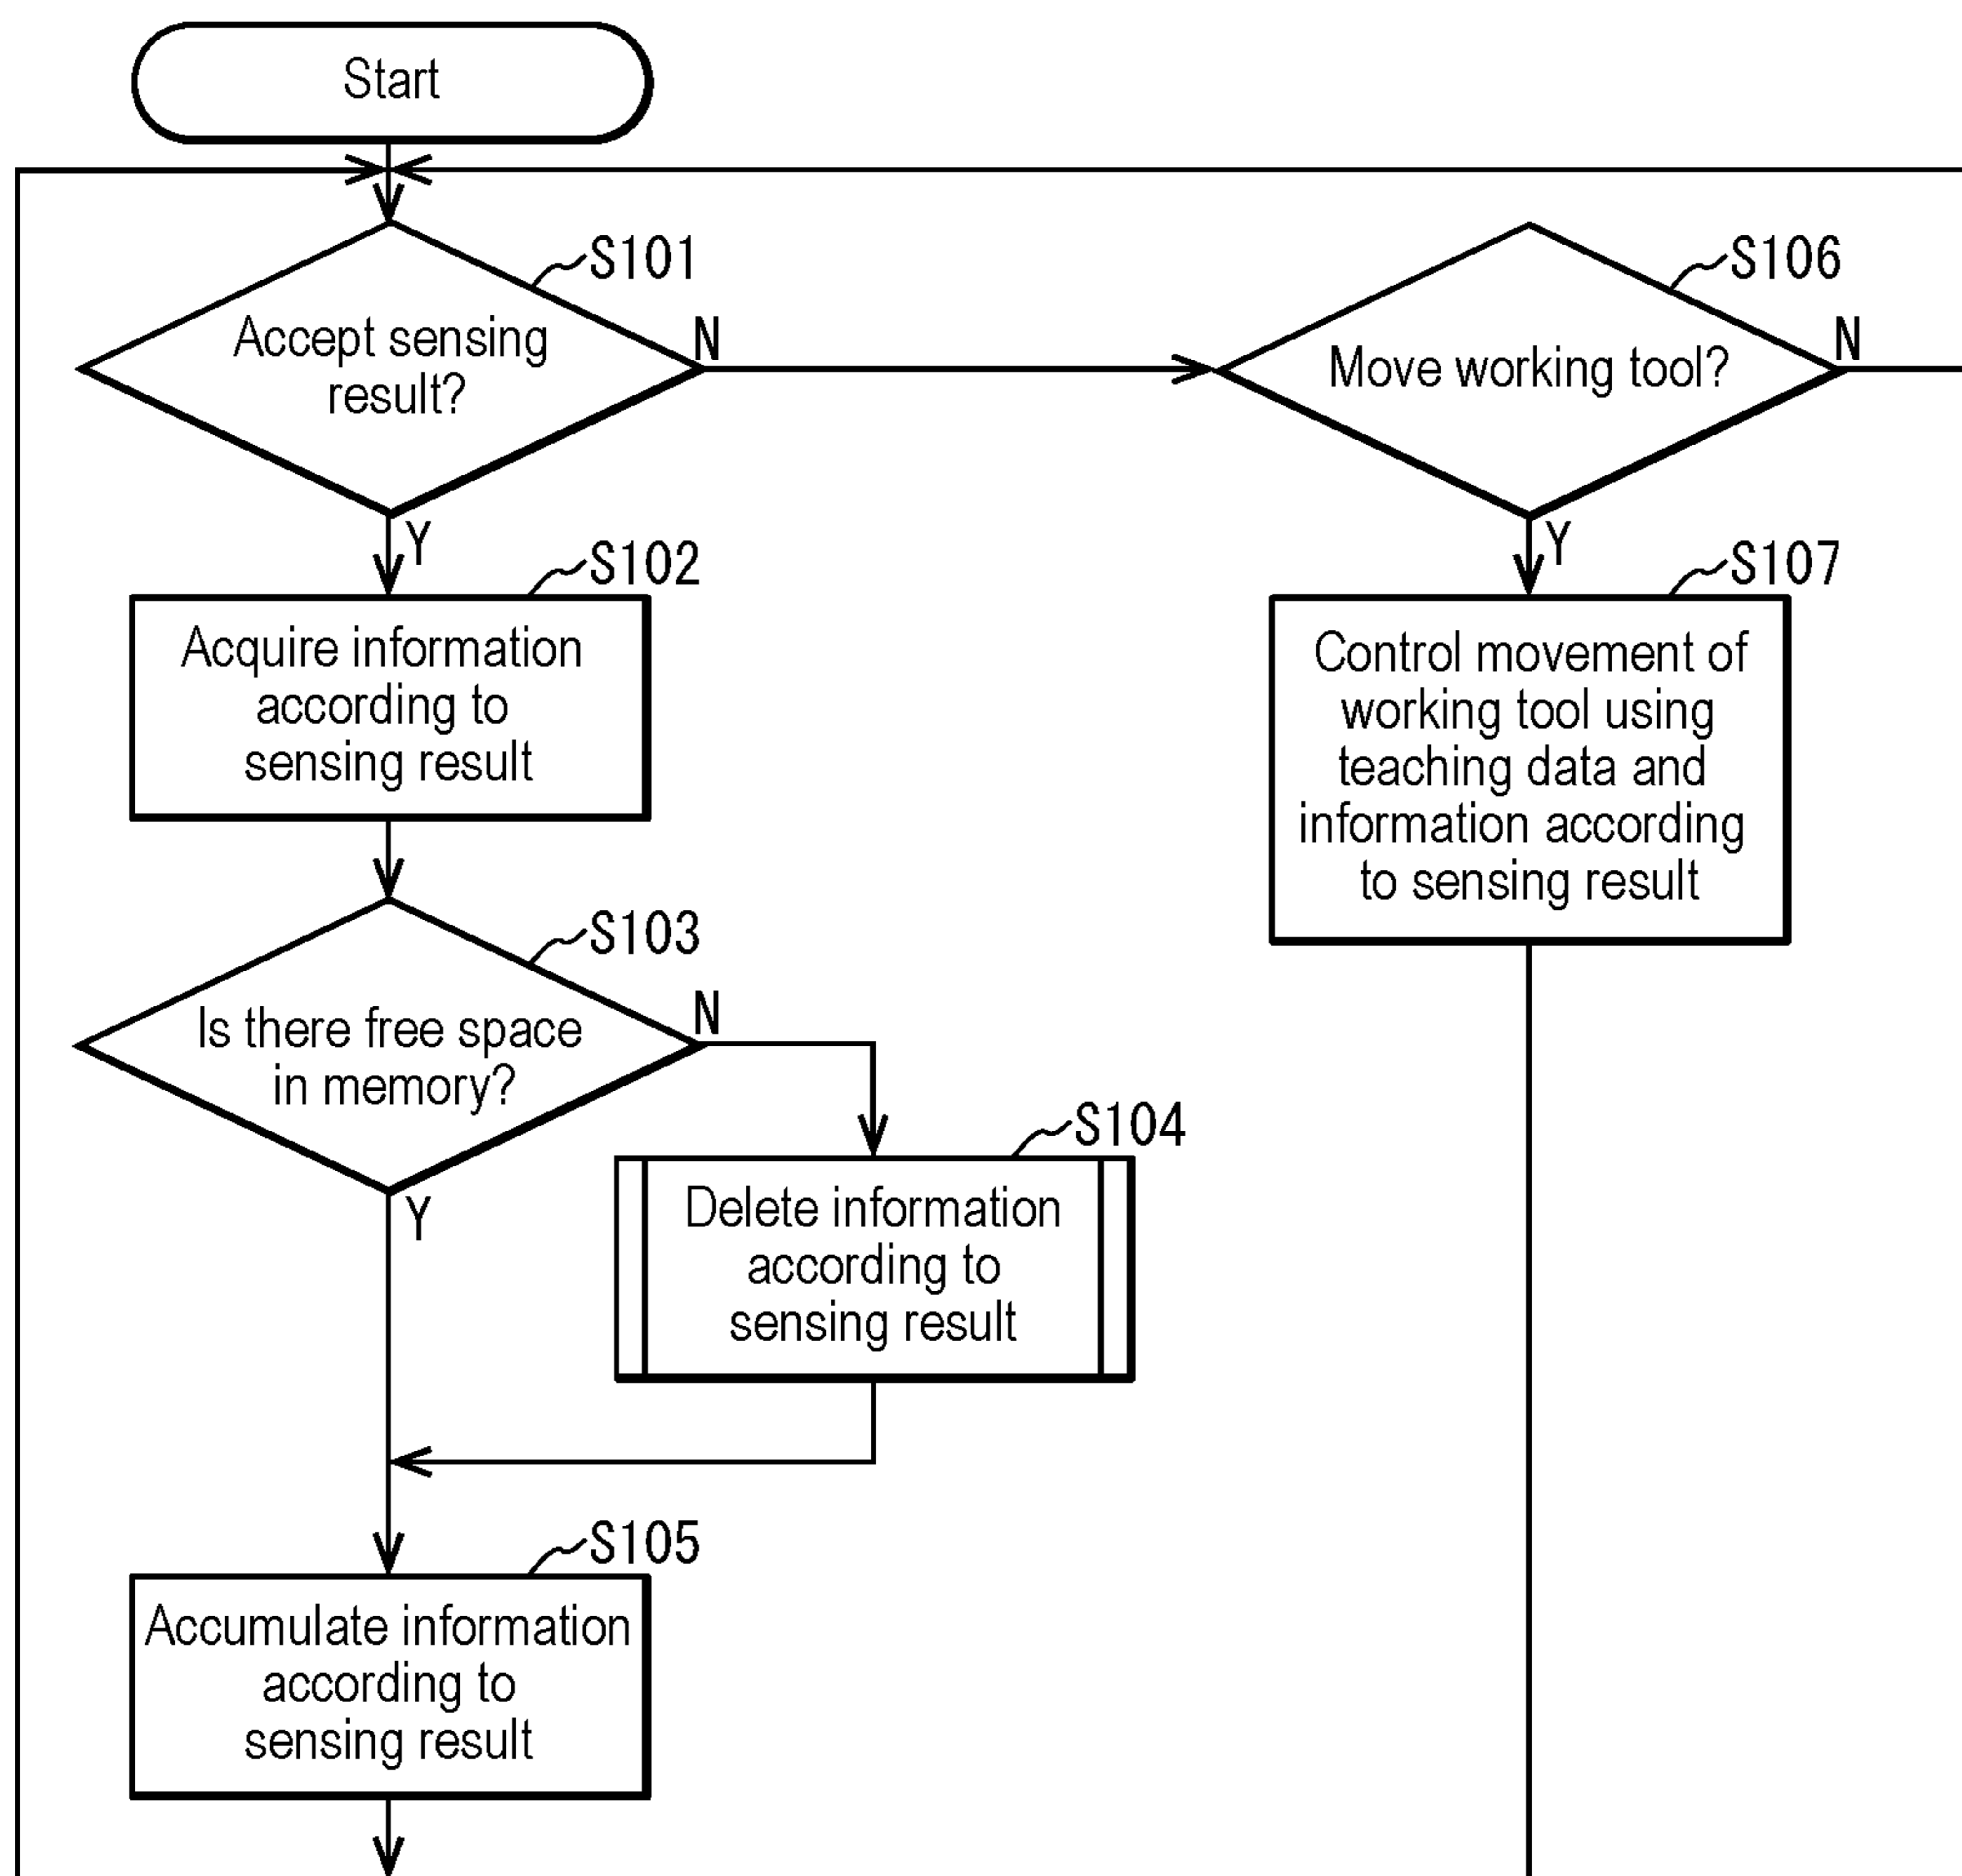 Start
S101
Accept sensing
result?
N
Y
S106
Move working tool?
N
Y
S102
Acquire information
according to
sensing result
S107
Control movement of
working tool using
teaching data and
information according
to sensing result
S103
Is there free space
in memory?
N
Y
S104
Delete information
according to
sensing result
S105
Accumulate information
according to
sensing result